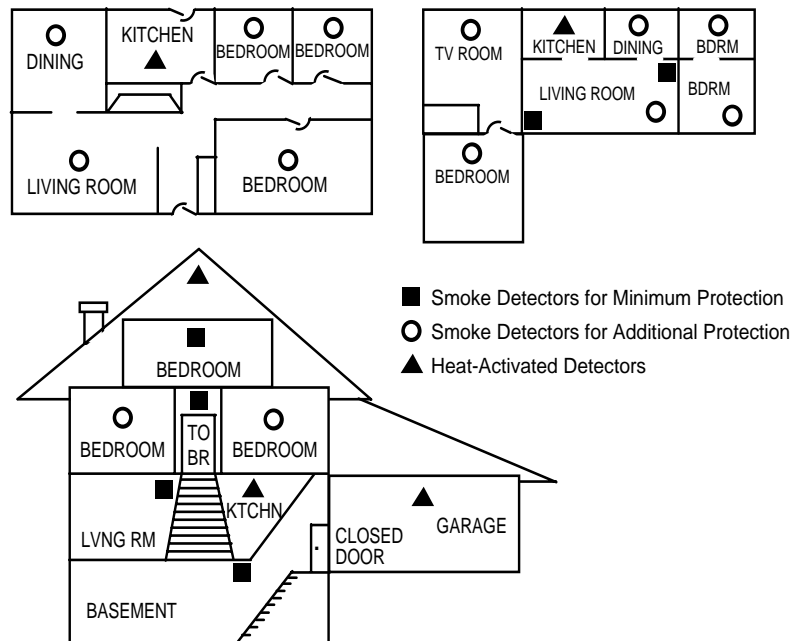 DINING
KITCHEN
BEDROOM
BEDROOM
LIVING ROOM
BEDROOM
TV ROOM
KITCHEN
DINING
BDRM
LIVING ROOM
BDRM
BEDROOM
Smoke Detectors for Minimum Protection
Smoke Detectors for Additional Protection
Heat-Activated Detectors
BEDROOM
BEDROOM
TO
BR
BEDROOM
LVNG RM
KTCHN
CLOSED
DOOR
GARAGE
BASEMENT